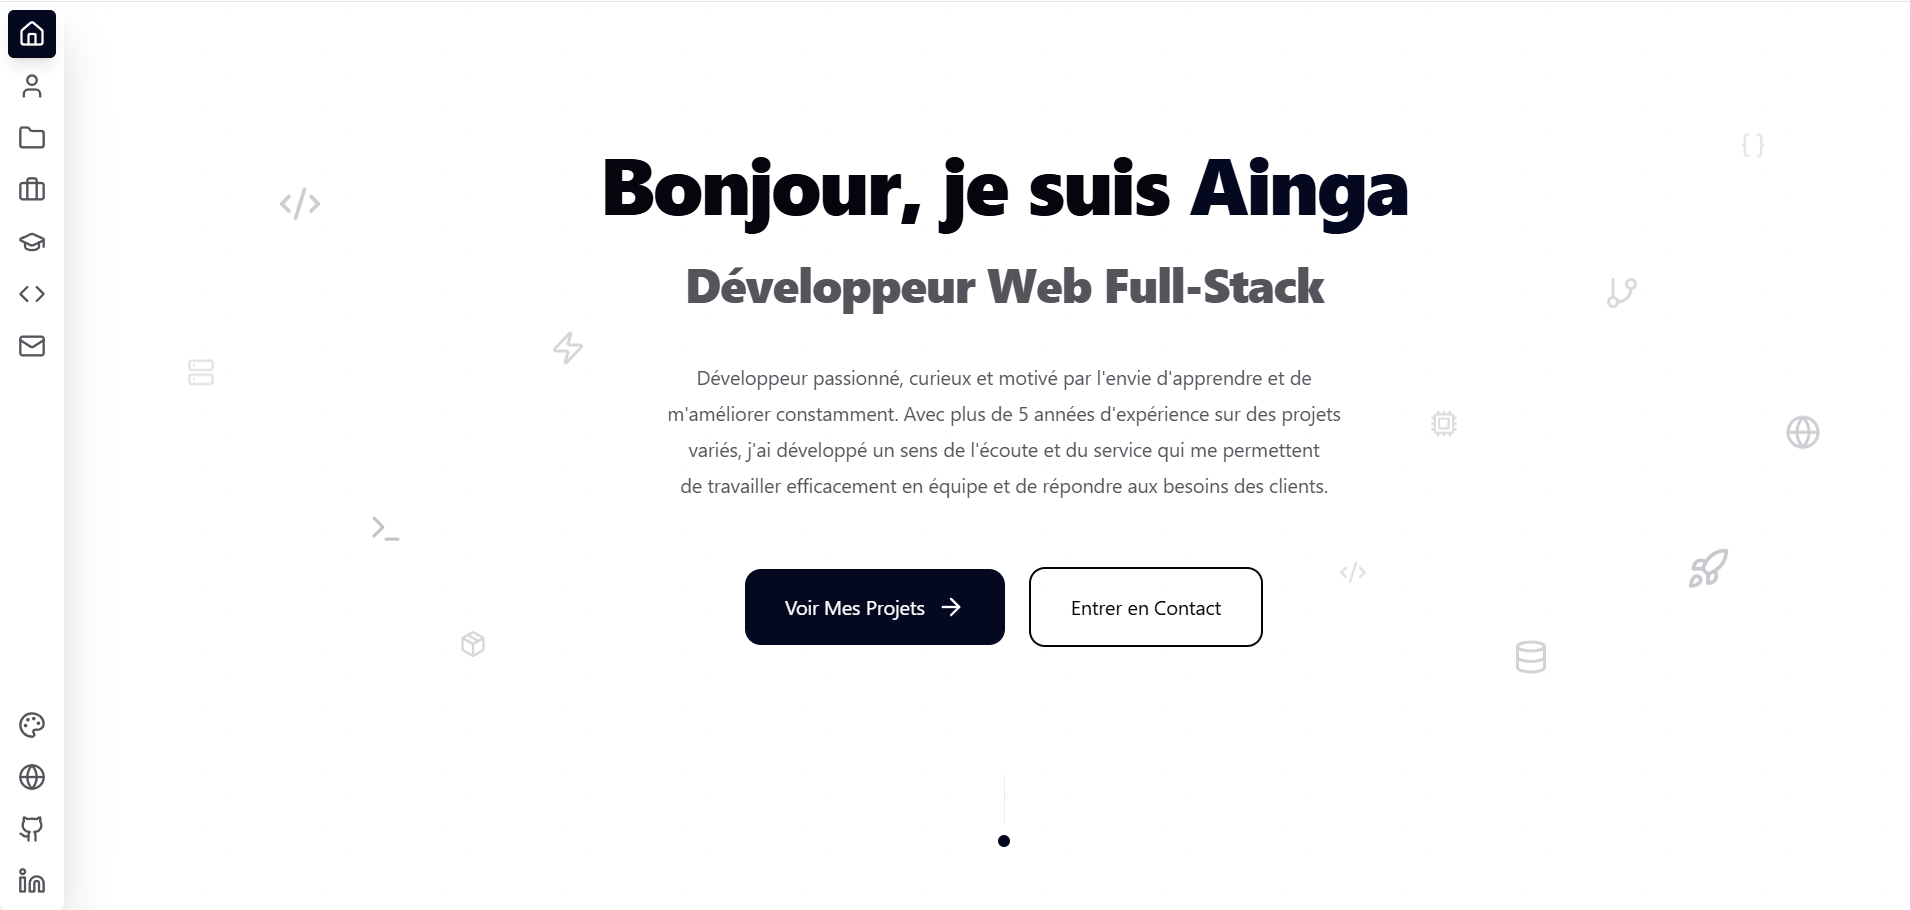 Bonjour, je suis Ainga
Développeur Web Full-Stack
Développeur passionné, curieux et motivé par l'envie d'apprendre et de
m'améliorer constamment. Avec plus de 5 années d'expérience sur des projets
variés, j'ai développé un sens de l'écoute et du service qui me permettent
de travailler efficacement en équipe et de répondre aux besoins des clients.
Voir Mes Projets
Entrer en Contact